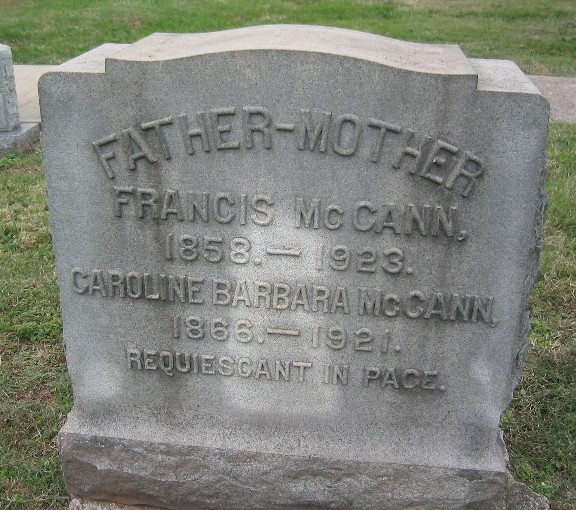 FATHER-MOTHER
FRANCIS MCCANN,
1858.—1923.
CAROLINE BARBARA MCCANN,
1866.—1921.
REQUIESCANT IN PACE.